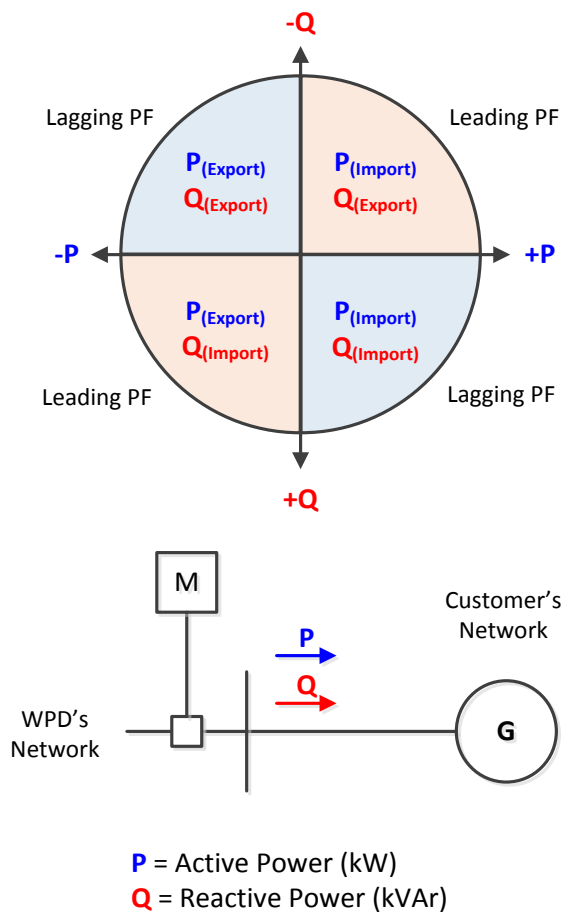 -Q
Lagging PF
Leading PF
P(Export)
Q(Export)
P(Import)
Q(Export)
-P
+P
P(Export)
Q(Import)
P(Import)
Q(Import)
Leading PF
Lagging PF
+Q
M
Customer's
Network
P
Q
WPD's
Network
G
P = Active Power (kW)
Q = Reactive Power (kVAr)